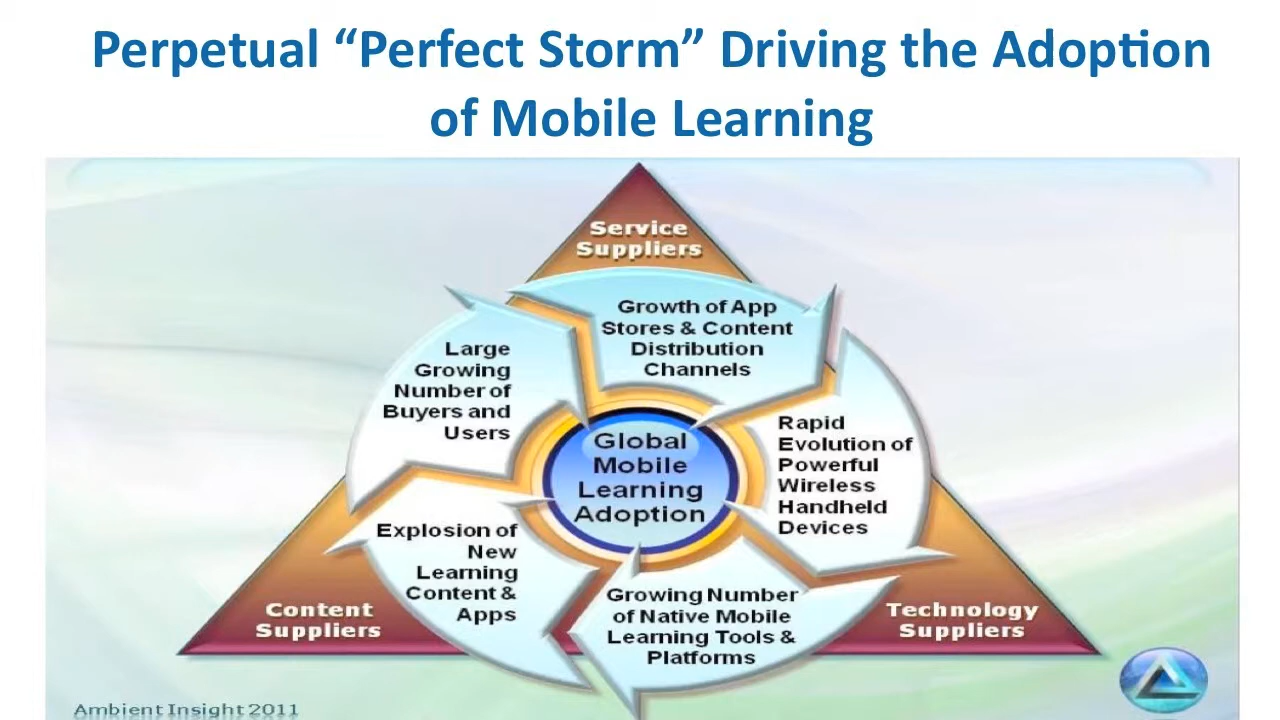 Perpetual “Perfect Storm” Driving the Adoption
of Mobile Learning
Service
Suppliers
Growth of App
Stores & Content
Distribution
Channels
Large
Growing
Number of
Buyers and
Users
Rapid
Evolution of
Powerful
Wireless
Handheld
Devices
Global
Mobile
Learning
Adoption
Explosion of
New
Learning
Content &
Apps
Growing Number
of Native Mobile
Learning Tools &
Platforms
Content
Suppliers
Technology
Suppliers
Ambient Insight 2011